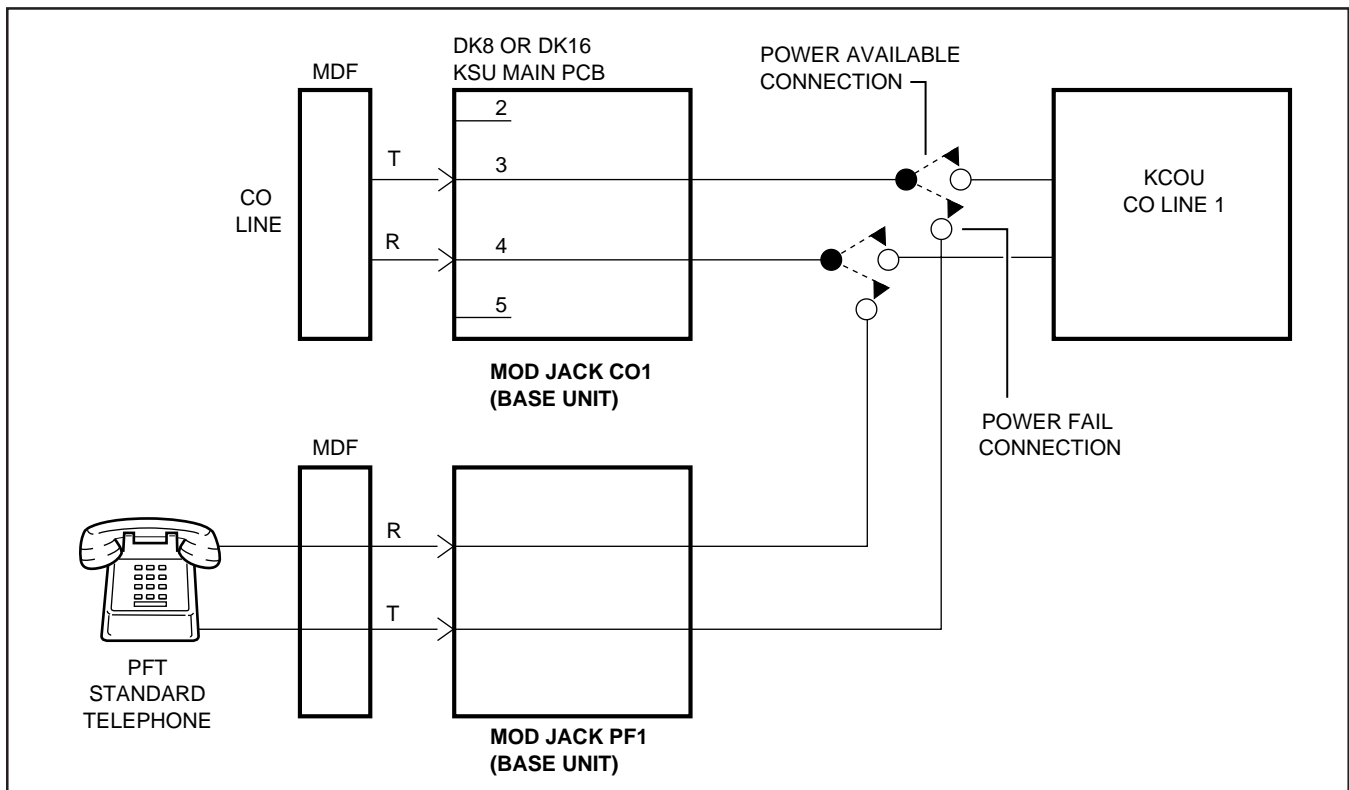 MDF
DK8 OR DK16
KSU MAIN PCB
POWER AVAILABLE
CONNECTION
2
T
3
CO
LINE
KCOU
CO LINE 1
R
4
5
MOD JACK CO1
(BASE UNIT)
POWER FAIL
CONNECTION
MDF
R
T
PFT
STANDARD
TELEPHONE
MOD JACK PF1
(BASE UNIT)